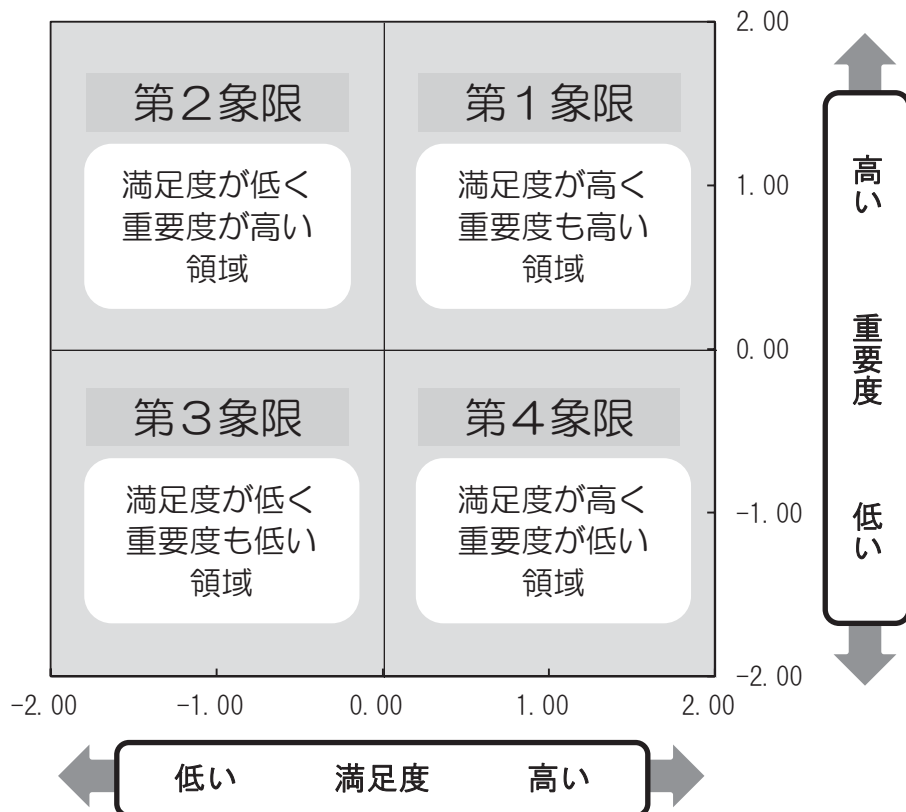 2.00
第2象限
第1象限
満足度が低く
重要度が高い
領域
満足度が高く
重要度も高い
領域
1.00
高い
0.00
重要度
第3象限
第4象限
満足度が低く
重要度も低い
領域
満足度が高く
重要度が低い
領域
-1.00
低い
-2.00
-2.00
-1.00
0.00
1.00
2.00
低い 満足度 高い